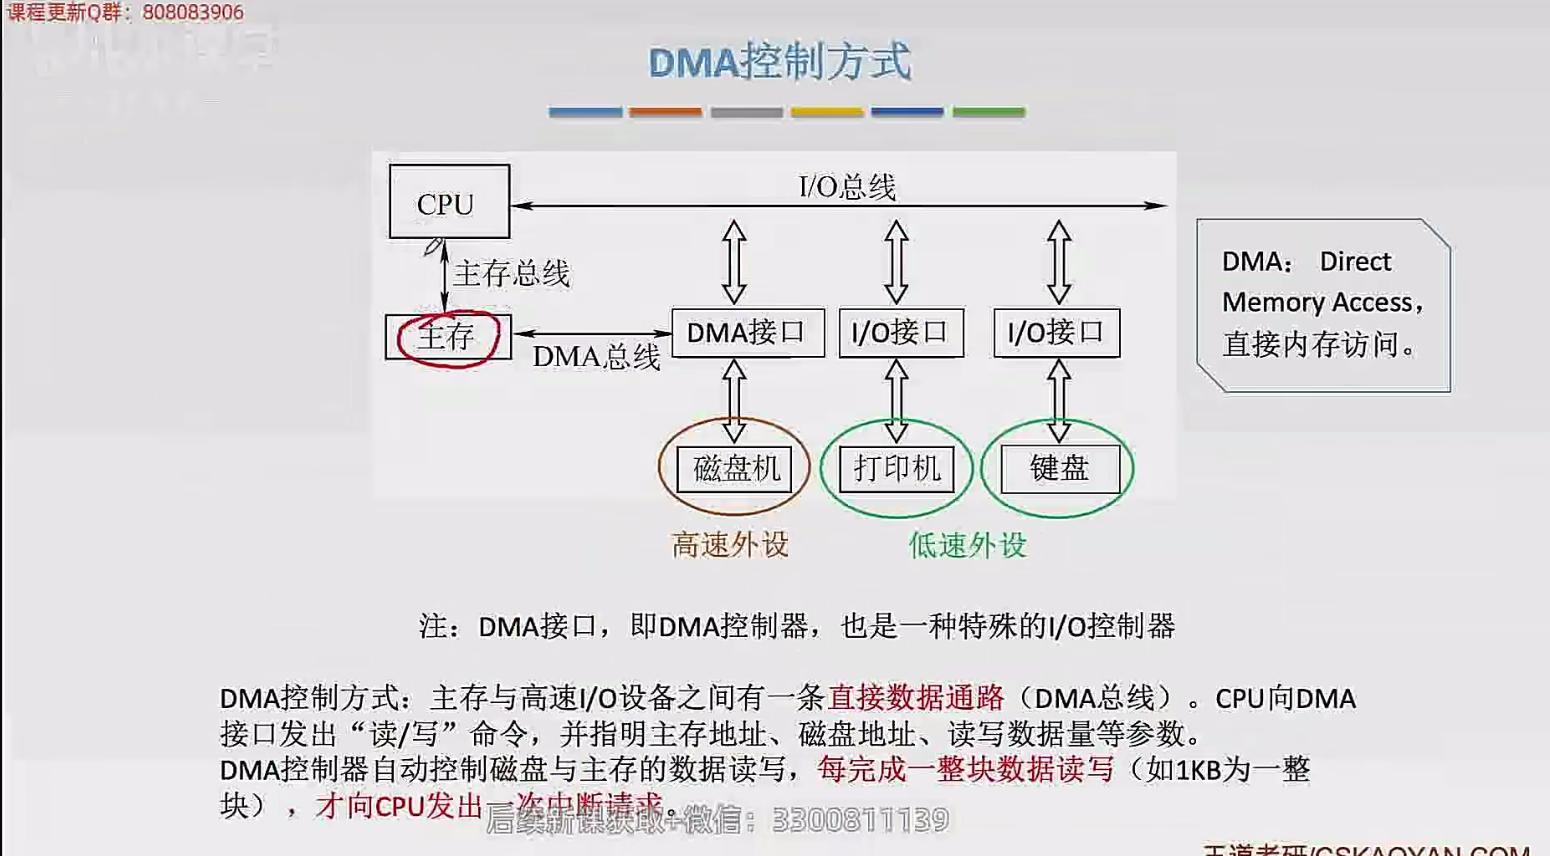 课程更新Q群：808083906
DMA控制方式
I/O总线
CPU
主存总线
主存
DMA总线
DMA接口
I/O接口
I/O接口
磁盘机
打印机
键盘
高速外设
低速外设
DMA： Direct
Memory Access，
直接内存访问。
注：DMA接口，即DMA控制器，也是一种特殊的I/O控制器
DMA控制方式：主存与高速I/O设备之间有一条直接数据通路（DMA总线）。CPU向DMA
接口发出“读/写”命令，并指明主存地址、磁盘地址、读写数据量等参数。
DMA控制器自动控制磁盘与主存的数据读写，每完成一整块数据读写（如1KB为一整
块），才向CPU发出一次中断请求。
后续新课获取+微信：3300811139
王道考研/CSKAOYAN.COM